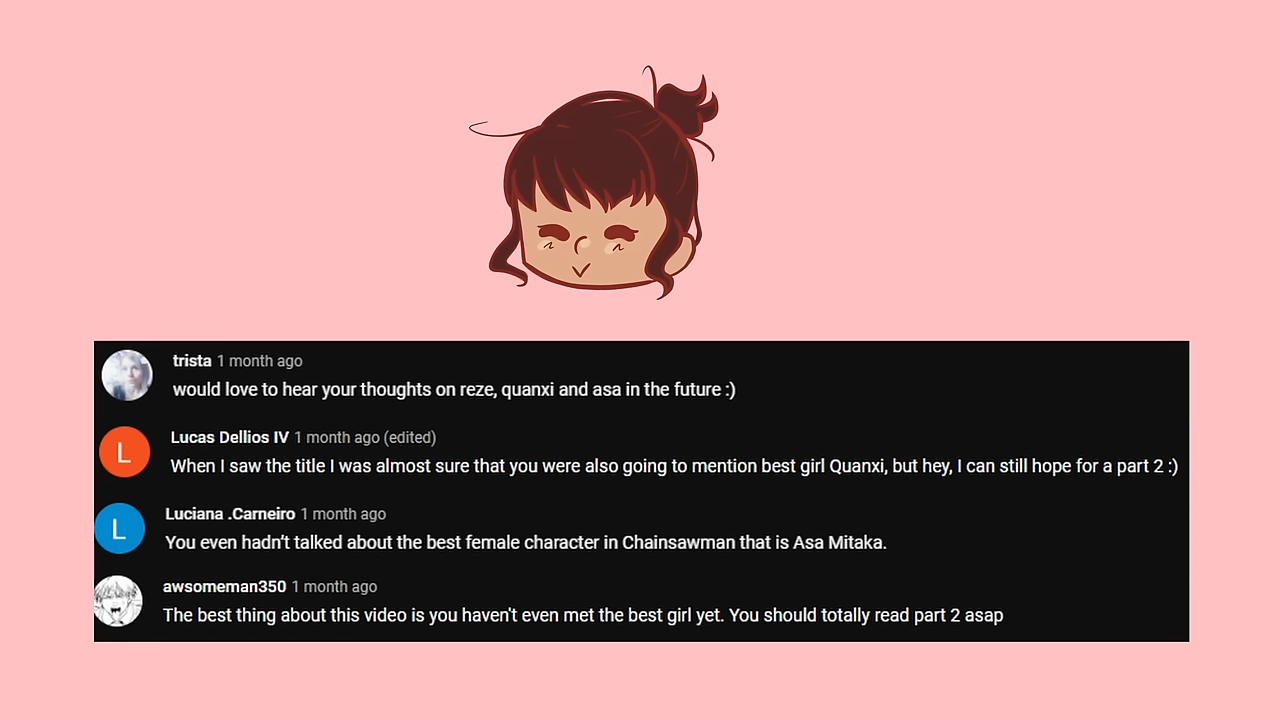 trista 1 month ago
would love to hear your thoughts on reze, quanxi and asa in the future :)
L
Lucas Dellios IV 1 month ago (edited)
When I saw the title I was almost sure that you were also going to mention best girl Quanxi, but hey, I can still hope for a part 2 :)
L
Luciana .Carneiro 1 month ago
You even hadn't talked about the best female character in Chainsawman that is Asa Mitaka.
awsomeman350 1 month ago
The best thing about this video is you haven't even met the best girl yet. You should totally read part 2 asap